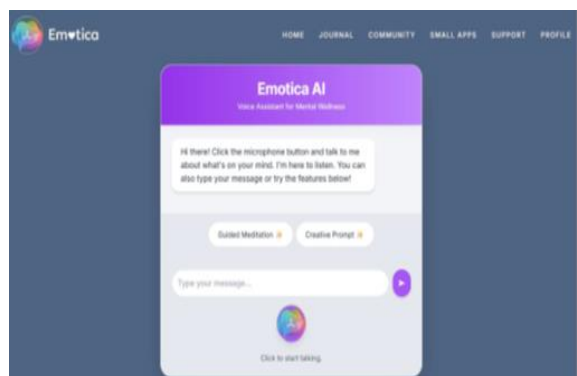 Em♥tica
HOME JOURNAL COMMUNITY SMALL APPS SUPPORT PROFILE
Emotica AI
Voice Assistant for Mental Wellness
Hi there! Click the microphone button and talk to me
about what's on your mind. I'm here to listen. You can
also type your message or try the features below!
Guided Meditation ✨ Creative Prompt ✨
Type your message...
Click to start talking.